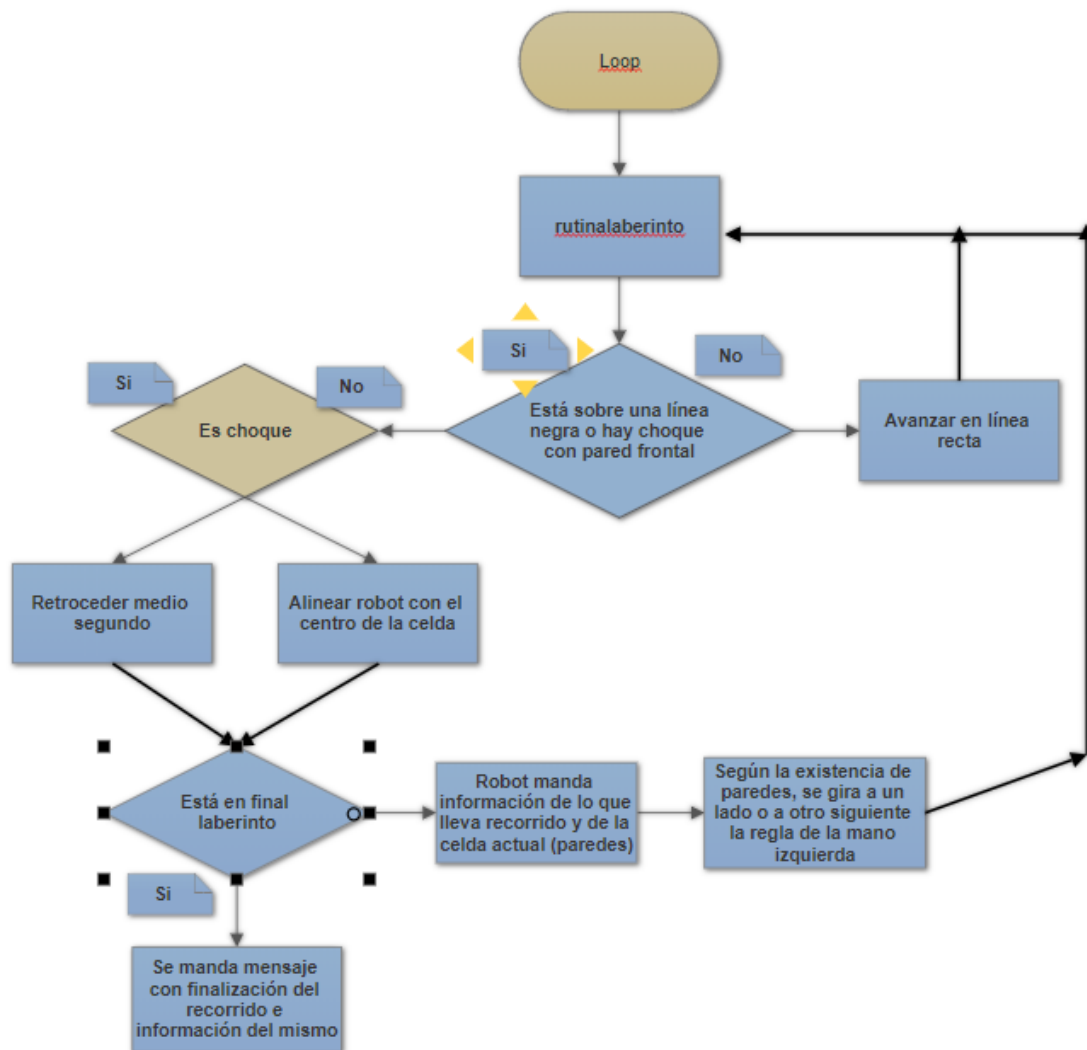 Loop
rutinalaberinto
Si
No
Está sobre una línea
negra o hay choque
con pared frontal
Avanzar en línea
recta
Si
No
Es choque
Retroceder medio
segundo
Alinear robot con el
centro de la celda
Está en final
laberinto
Robot manda
información de lo que
lleva recorrido y de la
celda actual (paredes)
Según la existencia de
paredes, se gira a un
lado o a otro siguiente
la regla de la mano
izquierda
Si
Se manda mensaje
con finalización del
recorrido e
información del mismo